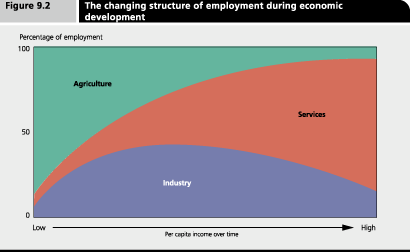 Figure 9.2
The changing structure of employment during economic
development
Percentage of employment
100
Agriculture
Services
50
Industry
0
Low
High
Per capita income over time